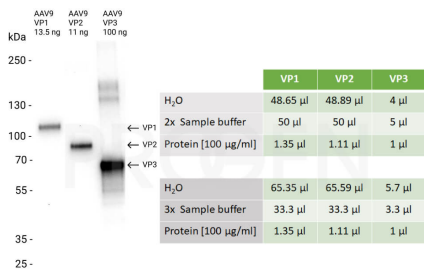 AAV9 AAV9 AAV9
VP1 VP2 VP3
13.5 ng 11 ng 100 ng
kDa
250 -
130 -
100 -
70 -
55 -
35 -
25 -
← VP1
← VP2
← VP3
PROGEN
VP1 VP2 VP3
H₂O 48.65 µl 48.89 µl 4 µl
2x Sample buffer 50 µl 50 µl 5 µl
Protein [100 µg/ml] 1.35 µl 1.11 µl 1 µl
H₂O 65.35 µl 65.59 µl 5.7 µl
3x Sample buffer 33.3 µl 33.3 µl 3.3 µl
Protein [100 µg/ml] 1.35 µl 1.11 µl 1 µl